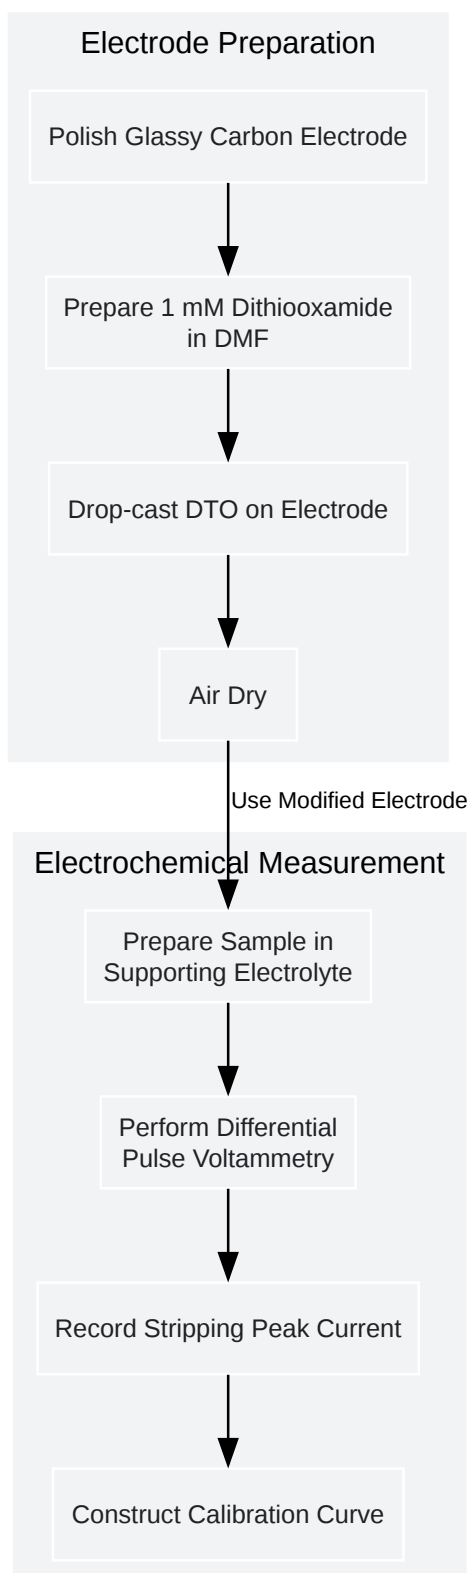 Electrode Preparation
Polish Glassy Carbon Electrode
Prepare 1 mM Dithiooxamide
in DMF
Drop-cast DTO on Electrode
Air Dry
Use Modified Electrode
Electrochemical Measurement
Prepare Sample in
Supporting Electrolyte
Perform Differential
Pulse Voltammetry
Record Stripping Peak Current
Construct Calibration Curve